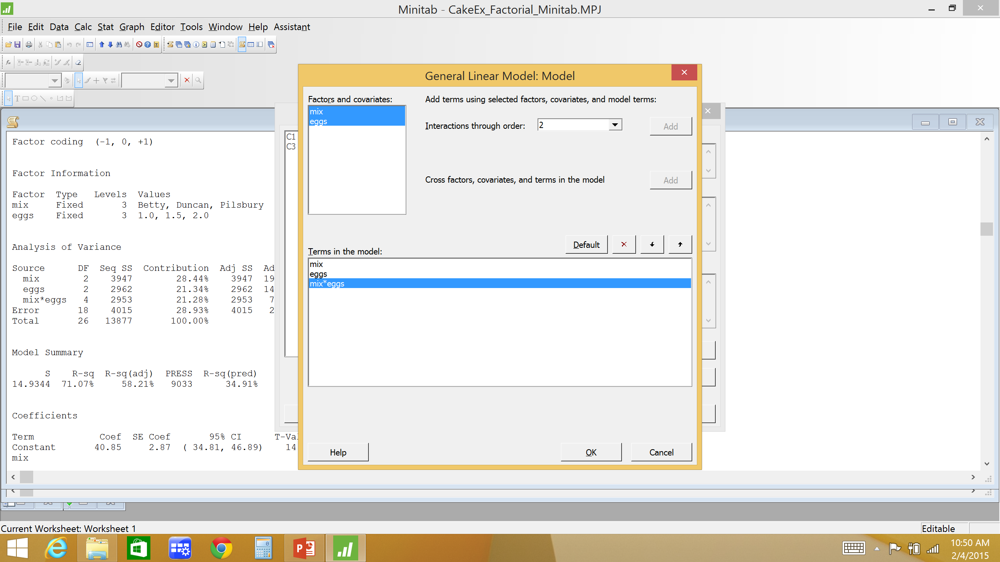 Minitab - CakeEx_Factorial_Minitab.MPJ
File Edit Data Calc Stat Graph Editor Tools Window Help Assistant
General Linear Model: Model
Factors and covariates:
mix
eggs
Add terms using selected factors, covariates, and model terms:
Interactions through order: 2 Add
Cross factors, covariates, and terms in the model Add
Default
Terms in the model:
mix
eggs
mix*eggs
Help OK Cancel
C1
C3
Factor coding (-1, 0, +1)
Factor Information
Factor Type Levels Values
mix Fixed 3 Betty, Duncan, Pilsbury
eggs Fixed 3 1.0, 1.5, 2.0
Analysis of Variance
Source DF Seq SS Contribution Adj SS Ad
mix 2 3947 28.44% 3947 19
eggs 2 2962 21.34% 2962 14
mix*eggs 4 2953 21.28% 2953 7
Error 18 4015 28.93% 4015 2
Total 26 13877 100.00%
Model Summary
S R-sq R-sq(adj) PRESS R-sq(pred)
14.9344 71.07% 58.21% 9033 34.91%
Coefficients
Term Coef SE Coef 95% CI T-Val
Constant 40.85 2.87 ( 34.81, 46.89) 14
mix
Current Worksheet: Worksheet 1
Editable
10:50 AM
2/4/2015